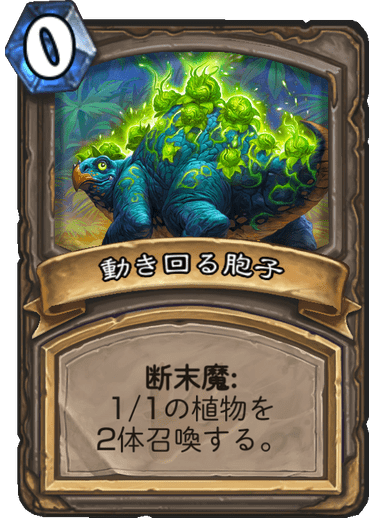 0
動き回る胞子
断末魔:
1/1の植物を
2体召喚する。